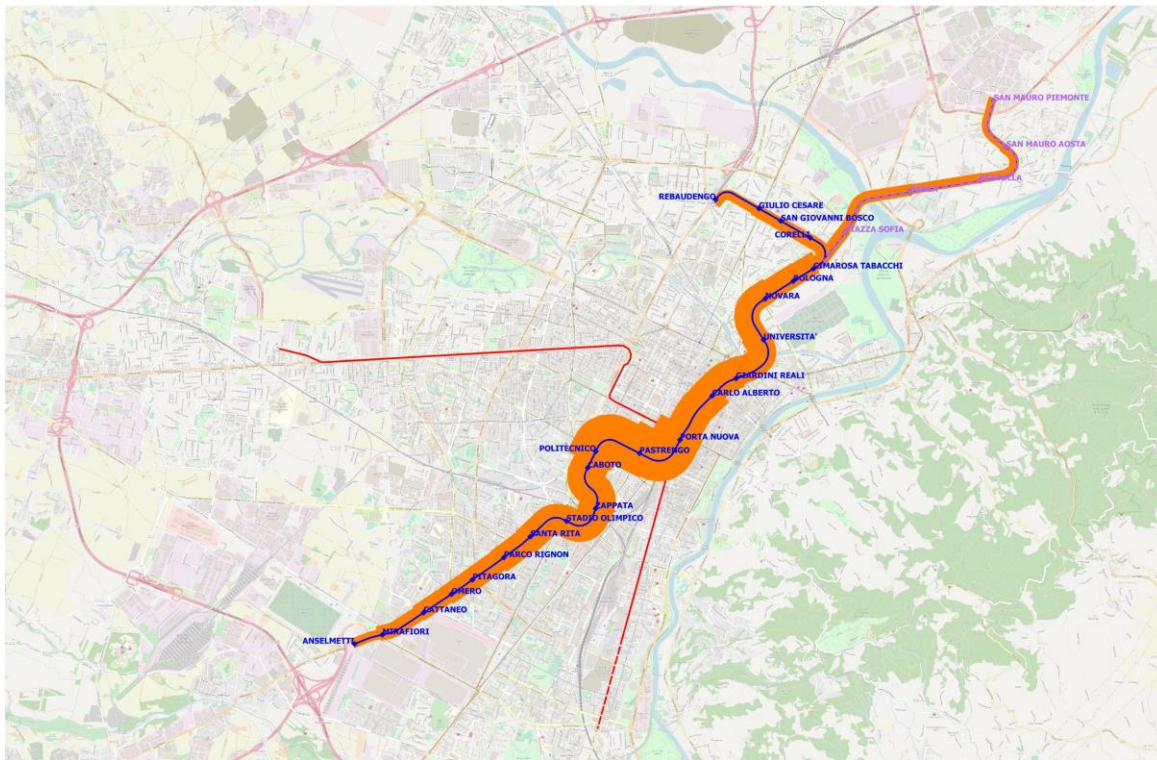 SAN MAURO PIEMONTE
SAN MAURO AOSTA
REBAUDENGO
GIULIO CESARE
SAN GIOVANNI BOSCO
PIAZZA SOFIA
CORELLI
CIMAROSA TABACCHI
BOLOGNA
NOVARA
UNIVERSITA'
GIARDINI REALI
CARLO ALBERTO
PORTA NUOVA
POLITECNICO
PASTRENGO
CABOTO
ZAPPATA
STADIO OLIMPICO
SANTA RITA
PARCO RIGNON
PITAGORA
OMERO
CATTANEO
MIRAFIORI
ANSELMETTI